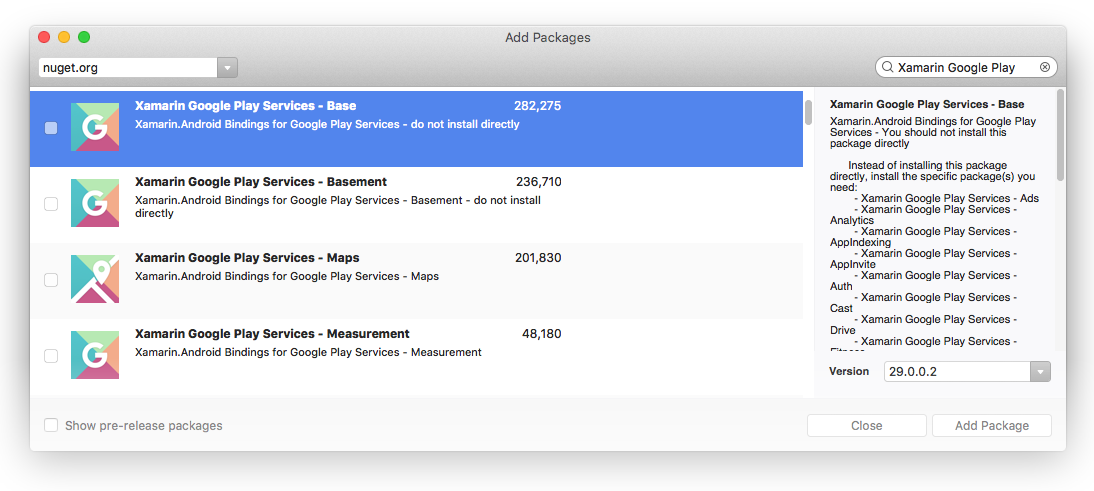 Add Packages
nuget.org
Xamarin Google Play
Xamarin Google Play Services - Base 282,275
Xamarin.Android Bindings for Google Play Services - do not install directly
Xamarin Google Play Services - Basement 236,710
Xamarin.Android Bindings for Google Play Services - Basement - do not install
directly
Xamarin Google Play Services - Maps 201,830
Xamarin.Android Bindings for Google Play Services - Maps
Xamarin Google Play Services - Measurement 48,180
Xamarin.Android Bindings for Google Play Services - Measurement
Xamarin Google Play Services - Base
Xamarin.Android Bindings for Google Play
Services - You should not install this
package directly
Instead of installing this package
directly, install the specific package(s) you
need:
- Xamarin Google Play Services - Ads
- Xamarin Google Play Services -
Analytics
- Xamarin Google Play Services -
AppIndexing
- Xamarin Google Play Services -
AppInvite
- Xamarin Google Play Services -
Auth
- Xamarin Google Play Services -
Cast
- Xamarin Google Play Services -
Drive
- Xamarin Google Play Services -
Version 29.0.0.2
Show pre-release packages
Close
Add Package